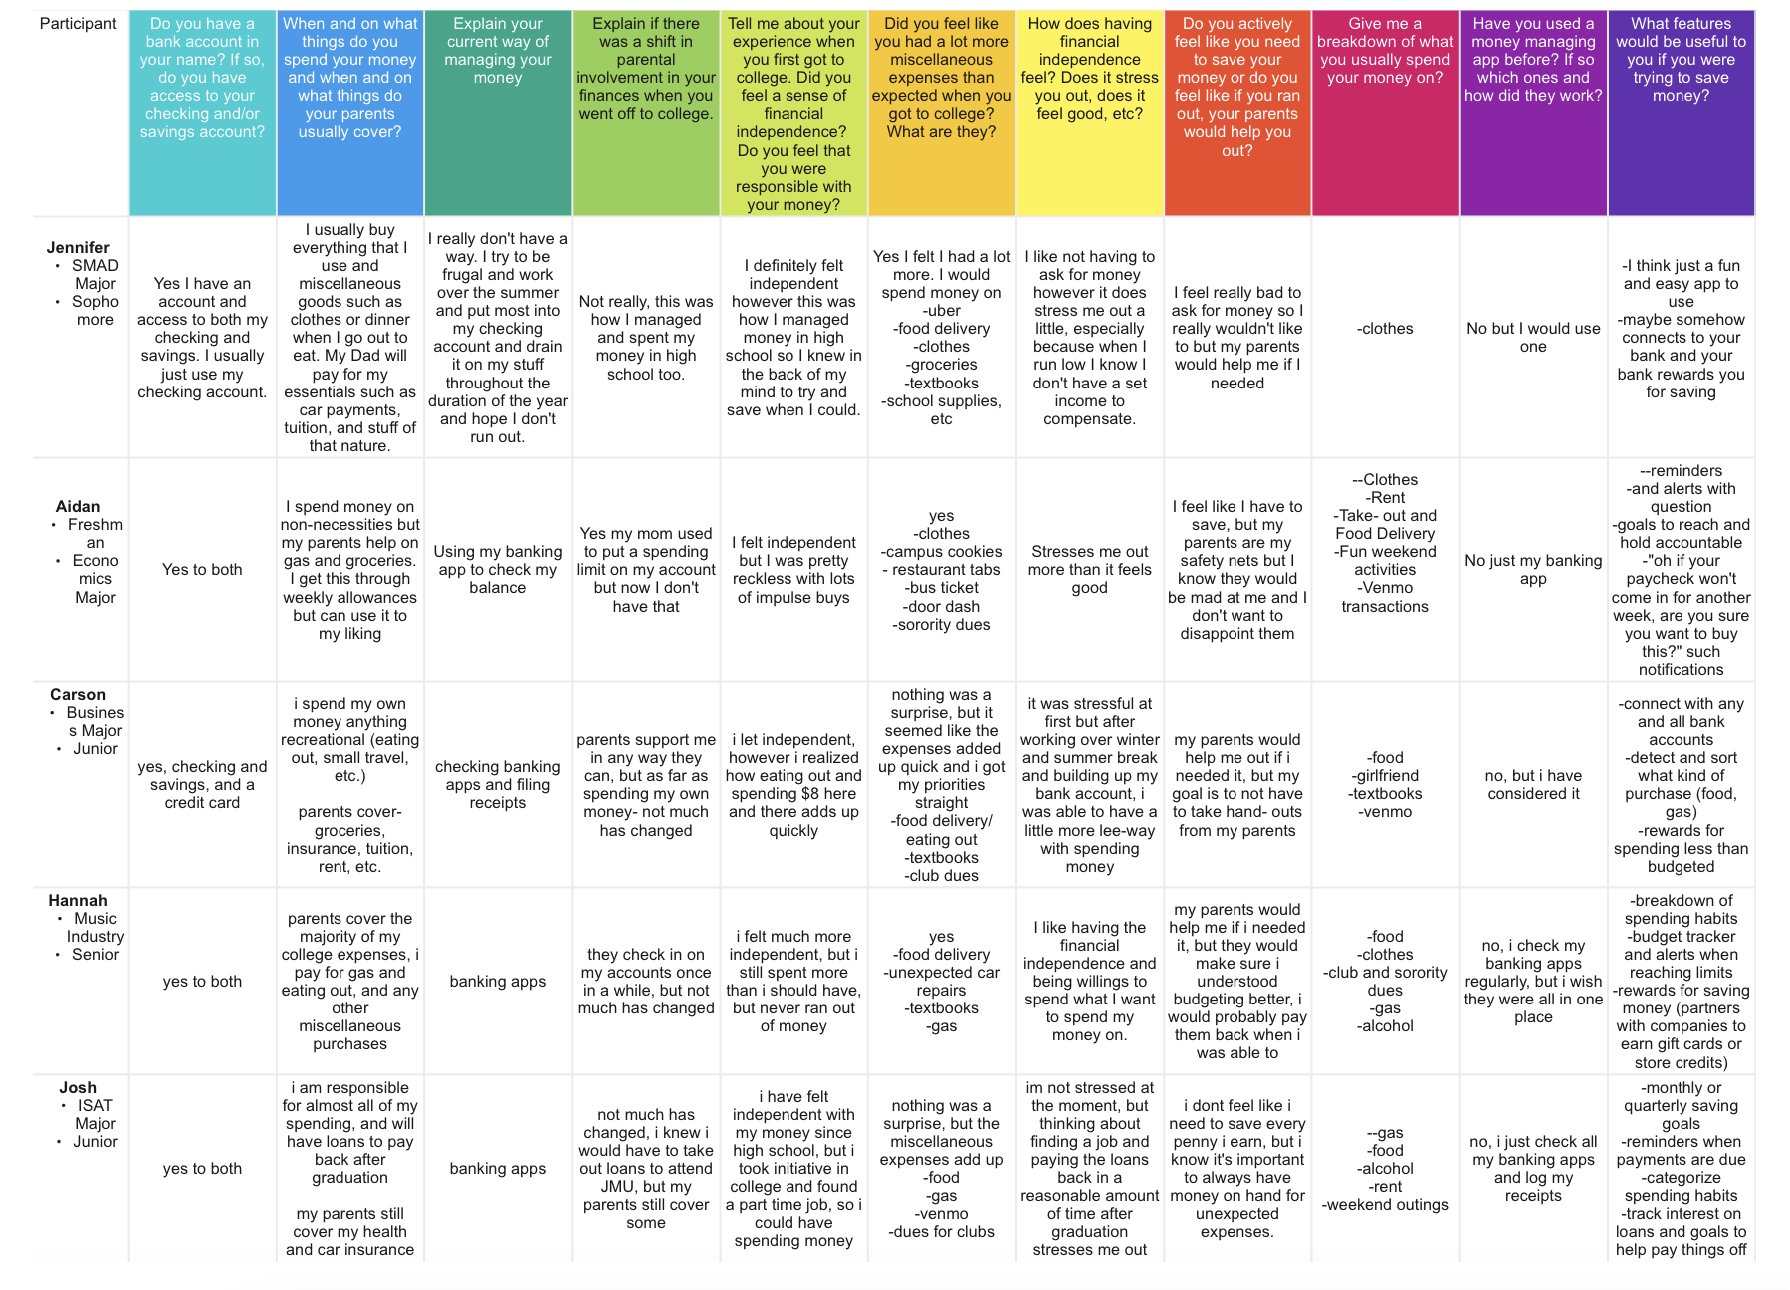 Participant
Do you have a
bank account in
your name? If so,
do you have
access to your
checking and/or
savings account?
When and on what
things do you
spend your money
and when and on
what things do
your parents
usually cover?
Explain your
current way of
managing your
money
Explain if there
was a shift in
parental
involvement in your
finances when you
went off to college.
Tell me about your
experience when
you first got to
college. Did you
feel a sense of
financial
independence?
Do you feel that
you were
responsible with
your money?
Did you feel like
you had a lot more
miscellaneous
expenses than
expected when you
got to college?
What are they?
How does having
financial
independence
feel? Does it stress
you out, does it
feel good, etc?
Do you actively
feel like you need
to save your
money or do you
feel like if you ran
out, your parents
would help you
out?
Give me a
breakdown of what
you usually spend
your money on?
Have you used a
money managing
app before? If so
which ones and
how did they work?
What features
would be useful to
you if you were
trying to save
money?
Jennifer
• SMAD
Major
• Sopho
more
Yes I have an
account and
access to both my
checking and
savings. I usually
just use my
checking account.
I usually buy
everything that I
use and
miscellaneous
goods such as
clothes or dinner
when I go out to
eat. My Dad will
pay for my
essentials such as
car payments,
tuition, and stuff of
that nature.
I really don't have a
way. I try to be
frugal and work
over the summer
and put most into
my checking
account and drain
it on my stuff
throughout the
duration of the year
and hope I don't
run out.
Not really, this was
how I managed
and spent my
money in high
school too.
I definitely felt
independent
however this was
how I managed
money in high
school so I knew in
the back of my
mind to try and
save when I could.
Yes I felt I had a lot
more. I would
spend money on
-uber
-food delivery
-clothes
-groceries
-textbooks
-school supplies,
etc
I like not having to
ask for money
however it does
stress me out a
little, especially
because when I
run low I know I
don't have a set
income to
compensate.
I feel really bad to
ask for money so I
really wouldn't like
to but my parents
would help me if I
needed
-clothes
No but I would use
one
-I think just a fun
and easy app to
use
-maybe somehow
connects to your
bank and your
bank rewards you
for saving
Aidan
• Freshm
an
• Econo
mics
Major
Yes to both
I spend money on
non-necessities but
my parents help on
gas and groceries.
I get this through
weekly allowances
but can use it to
my liking
Using my banking
app to check my
balance
Yes my mom used
to put a spending
limit on my account
but now I don't
have that
I felt independent
but I was pretty
reckless with lots
of impulse buys
yes
-clothes
-campus cookies
- restaurant tabs
-bus ticket
-door dash
-sorority dues
Stresses me out
more than it feels
good
I feel like I have to
save, but my
parents are my
safety nets but I
know they would
be mad at me and I
don't want to
disappoint them
--Clothes
-Rent
-Take- out and
Food Delivery
-Fun weekend
activities
-Venmo
transactions
No just my banking
app
--reminders
-and alerts with
question
-goals to reach and
hold accountable
-"oh if your
paycheck won't
come in for another
week, are you sure
you want to buy
this?" such
notifications
Carson
• Busines
s Major
• Junior
yes, checking and
savings, and a
credit card
i spend my own
money anything
recreational (eating
out, small travel,
etc.)
parents cover-
groceries,
insurance, tuition,
rent, etc.
checking banking
apps and filing
receipts
parents support me
in any way they
can, but as far as
spending my own
money- not much
has changed
i let independent,
however i realized
how eating out and
spending $8 here
and there adds up
quickly
nothing was a
surprise, but it
seemed like the
expenses added
up quick and i got
my priorities
straight
-food delivery/
eating out
-textbooks
-club dues
it was stressful at
first but after
working over winter
and summer break
and building up my
bank account, i
was able to have a
little more lee-way
with spending
money
my parents would
help me out if i
needed it, but my
goal is to not have
to take hand- outs
from my parents
-food
-girlfriend
-textbooks
-venmo
no, but i have
considered it
-connect with any
and all bank
accounts
-detect and sort
what kind of
purchase (food,
gas)
-rewards for
spending less than
budgeted
Hannah
• Music
Industry
• Senior
yes to both
parents cover the
majority of my
college expenses, i
pay for gas and
eating out, and any
other
miscellaneous
purchases
banking apps
they check in on
my accounts once
in a while, but not
much has changed
i felt much more
independent, but i
still spent more
than i should have,
but never ran out
of money
yes
-food delivery
-unexpected car
repairs
-textbooks
-gas
I like having the
financial
independence and
being willings to
spend what I want
to spend my
money on.
my parents would
help me if i needed
it, but they would
make sure i
understood
budgeting better, i
would probably pay
them back when i
was able to
-food
-clothes
-club and sorority
dues
-gas
-alcohol
no, i check my
banking apps
regularly, but i wish
they were all in one
place
-breakdown of
spending habits
-budget tracker
and alerts when
reaching limits
-rewards for saving
money (partners
with companies to
earn gift cards or
store credits)
Josh
• ISAT
Major
• Junior
yes to both
i am responsible
for almost all of my
spending, and will
have loans to pay
back after
graduation
my parents still
cover my health
and car insurance
banking apps
not much has
changed, i knew i
would have to take
out loans to attend
JMU, but my
parents still cover
some
i have felt
independent with
my money since
high school, but i
took initiative in
college and found
a part time job, so i
could have
spending money
nothing was a
surprise, but the
miscellaneous
expenses add up
-food
-gas
-venmo
-dues for clubs
im not stressed at
the moment, but
thinking about
finding a job and
paying the loans
back in a
reasonable amount
of time after
graduation
stresses me out
i dont feel like i
need to save every
penny i earn, but i
know it's important
to always have
money on hand for
unexpected
expenses.
--gas
-food
-alcohol
-rent
-weekend outings
no, i just check all
my banking apps
and log my
receipts
-monthly or
quarterly saving
goals
-reminders when
payments are due
-categorize
spending habits
-track interest on
loans and goals to
help pay things off